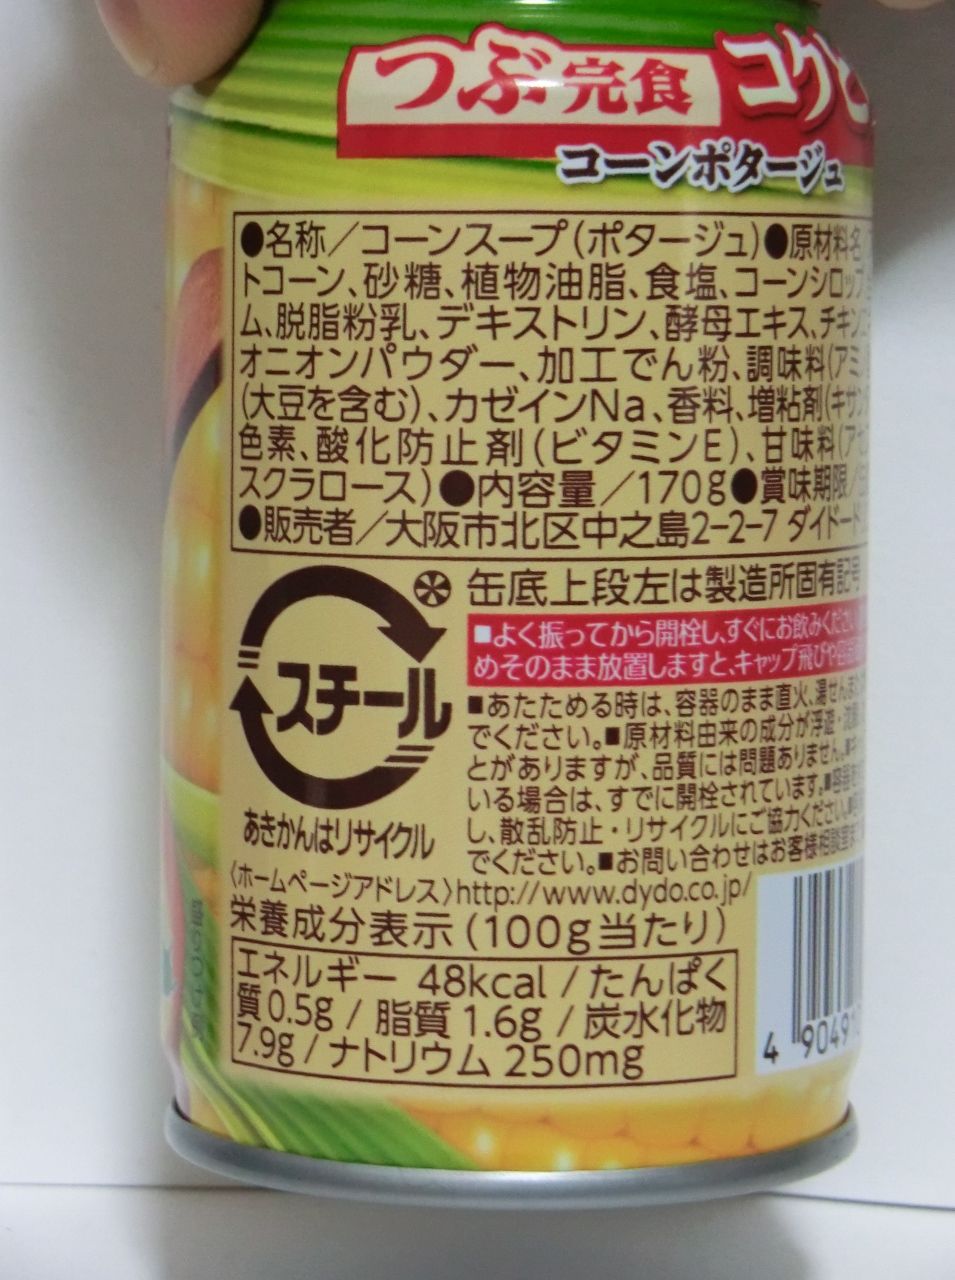 つぶ完食 コク
コーンポタージュ
●名称／コーンスープ(ポタージュ)●原材料名
トコーン、砂糖、植物油脂、食塩、コーンシロップ
ム、脱脂粉乳、デキストリン、酵母エキス、チキン
オニオンパウダー、加工でん粉、調味料(アミ
(大豆を含む)、カゼインNa、香料、増粘剤(キサン
色素、酸化防止剤(ビタミンE)、甘味料(アセ
スクラロース)●内容量／170g●賞味期限／
●販売者／大阪市北区中之島2-2-7 ダイドード
缶底上段左は製造所固有記号
■よく振ってから開栓し、すぐにお飲みください
めそのまま放置しますと、キャップ飛びや
スチール
あきかんはリサイクル
■あたためる時は、容器のまま直火、湯せん
でください。■原材料由来の成分が浮遊・
とがありますが、品質には問題ありません。
いる場合は、すでに開栓されています。
し、散乱防止・リサイクルにご協力ください。
でください。■お問い合わせはお客様相談室ま
〈ホームページアドレス〉http://www.dydo.co.jp/
栄養成分表示(100g当たり)
エネルギー 48kcal / たんぱく
質 0.5g / 脂質 1.6g / 炭水化物
7.9g / ナトリウム 250mg
4 90491